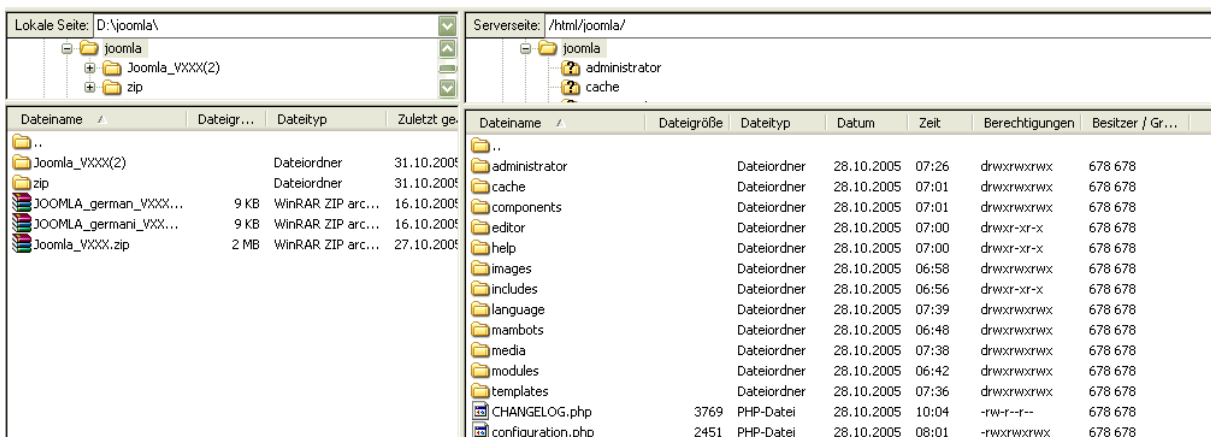 Lokale Seite: D:\joomla\
joomla
Joomla_VXXX(2)
zip
Dateiname Dateigr... Dateityp Zuletzt ge
..
Joomla_VXXX(2) Dateiordner 31.10.2005
zip Dateiordner 31.10.2005
JOOMLA_german_VXXX... 9 KB WinRAR ZIP arc... 16.10.2005
JOOMLA_germani_VXX... 9 KB WinRAR ZIP arc... 16.10.2005
Joomla_VXXX.zip 2 MB WinRAR ZIP arc... 27.10.2005
Serverseite: /html/joomla/
joomla
administrator
cache
Dateiname Dateigröße Dateityp Datum Zeit Berechtigungen Besitzer / Gr...
..
administrator Dateiordner 28.10.2005 07:26 drwxrwxrwx 678 678
cache Dateiordner 28.10.2005 07:01 drwxrwxrwx 678 678
components Dateiordner 28.10.2005 07:01 drwxrwxrwx 678 678
editor Dateiordner 28.10.2005 07:00 drwxr-xr-x 678 678
help Dateiordner 28.10.2005 07:00 drwxr-xr-x 678 678
images Dateiordner 28.10.2005 06:58 drwxrwxrwx 678 678
includes Dateiordner 28.10.2005 06:56 drwxr-xr-x 678 678
language Dateiordner 28.10.2005 07:39 drwxrwxrwx 678 678
mambots Dateiordner 28.10.2005 06:48 drwxrwxrwx 678 678
media Dateiordner 28.10.2005 07:38 drwxrwxrwx 678 678
modules Dateiordner 28.10.2005 06:42 drwxrwxrwx 678 678
templates Dateiordner 28.10.2005 07:36 drwxrwxrwx 678 678
CHANGELOG.php 3769 PHP-Datei 28.10.2005 10:04 -rw-r--r-- 678 678
configuration.php 2451 PHP-Datei 28.10.2005 08:01 -rwxrwxrwx 678 678